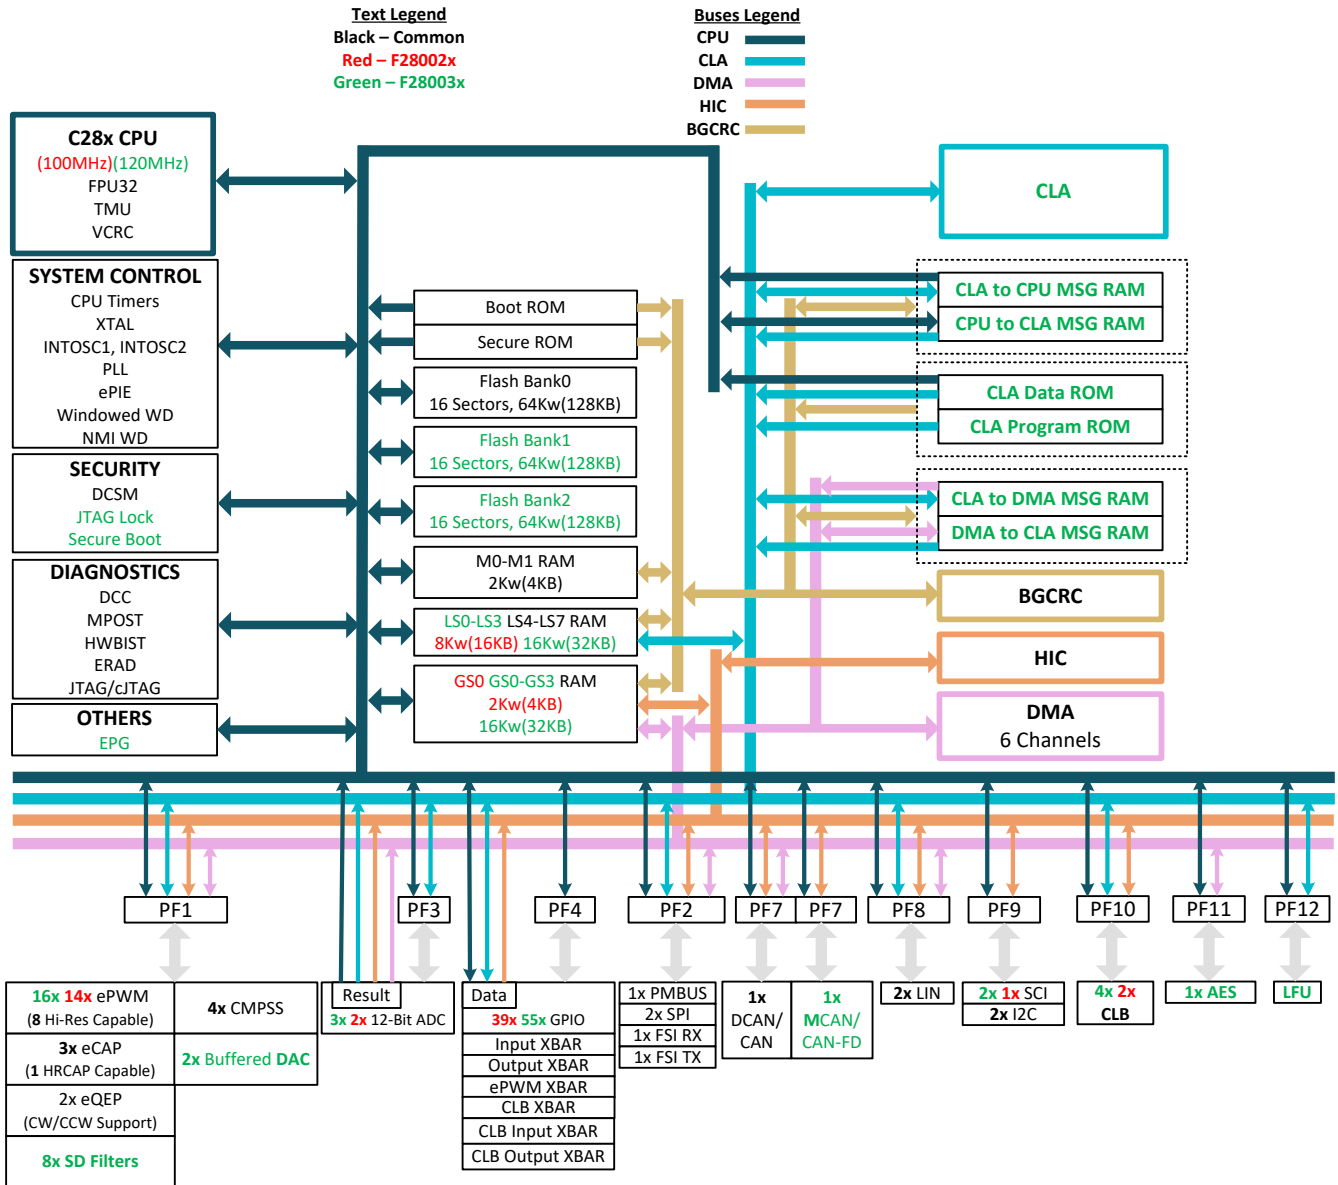 Text Legend
Black – Common
Red – F28002x
Green – F28003x
Buses Legend
CPU
CLA
DMA
HIC
BGCRC
C28x CPU
(100MHz)(120MHz)
FPU32
TMU
VCRC
SYSTEM CONTROL
CPU Timers
XTAL
INTOSC1, INTOSC2
PLL
ePIE
Windowed WD
NMI WD
SECURITY
DCSM
JTAG Lock
Secure Boot
DIAGNOSTICS
DCC
MPOST
HWBIST
ERAD
JTAG/cJTAG
OTHERS
EPG
Boot ROM
Secure ROM
Flash Bank0
16 Sectors, 64Kw(128KB)
Flash Bank1
16 Sectors, 64Kw(128KB)
Flash Bank2
16 Sectors, 64Kw(128KB)
M0-M1 RAM
2Kw(4KB)
LS0-LS3 LS4-LS7 RAM
8Kw(16KB) 16Kw(32KB)
GS0 GS0-GS3 RAM
2Kw(4KB)
16Kw(32KB)
CLA
CLA to CPU MSG RAM
CPU to CLA MSG RAM
CLA Data ROM
CLA Program ROM
CLA to DMA MSG RAM
DMA to CLA MSG RAM
BGCRC
HIC
DMA
6 Channels
PF1
PF3
PF4
PF2
PF7
PF7
PF8
PF9
PF10
PF11
PF12
16x 14x ePWM
(8 Hi-Res Capable)
3x eCAP
(1 HRCAP Capable)
2x eQEP
(CW/CCW Support)
8x SD Filters
4x CMPSS
2x Buffered DAC
Result
3x 2x 12-Bit ADC
Data
39x 55x GPIO
Input XBAR
Output XBAR
ePWM XBAR
CLB XBAR
CLB Input XBAR
CLB Output XBAR
1x PMBUS
2x SPI
1x FSI RX
1x FSI TX
1x
DCAN/
CAN
1x
MCAN/
CAN-FD
2x LIN
2x 1x SCI
2x I2C
4x 2x
CLB
1x AES
LFU